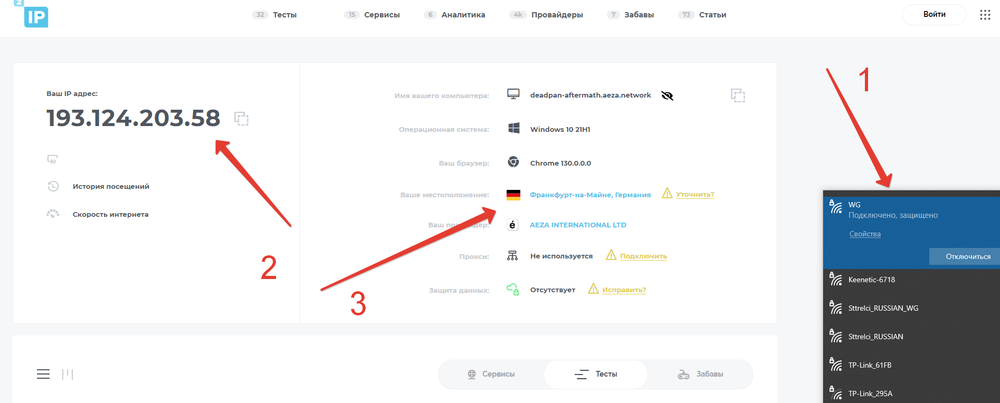 2
IP
32 Тесты
15 Сервисы
6 Аналитика
4k Провайдеры
7 Забавы
73 Статьи
Войти
1
Ваш IP адрес:
193.124.203.58
История посещений
Скорость интернета
2
Имя вашего компьютера: deadpan-aftermath.aeza.network
Операционная система: Windows 10 21H1
Ваш браузер: Chrome 130.0.0.0
Ваше местоположение: Франкфурт-на-Майне, Германия Уточнить?
Ваш провайдер: é AEZA INTERNATIONAL LTD
Прокси: Не используется Подключить
Защита данных: Отсутствует Исправить?
3
WG
Подключено, защищено
Свойства
Отключиться
Keenetic-6718
Sttrelci_RUSSIAN_WG
Sttrelci_RUSSIAN
TP-Link_61FB
TP-Link_295A
Сервисы
Тесты
Забавы